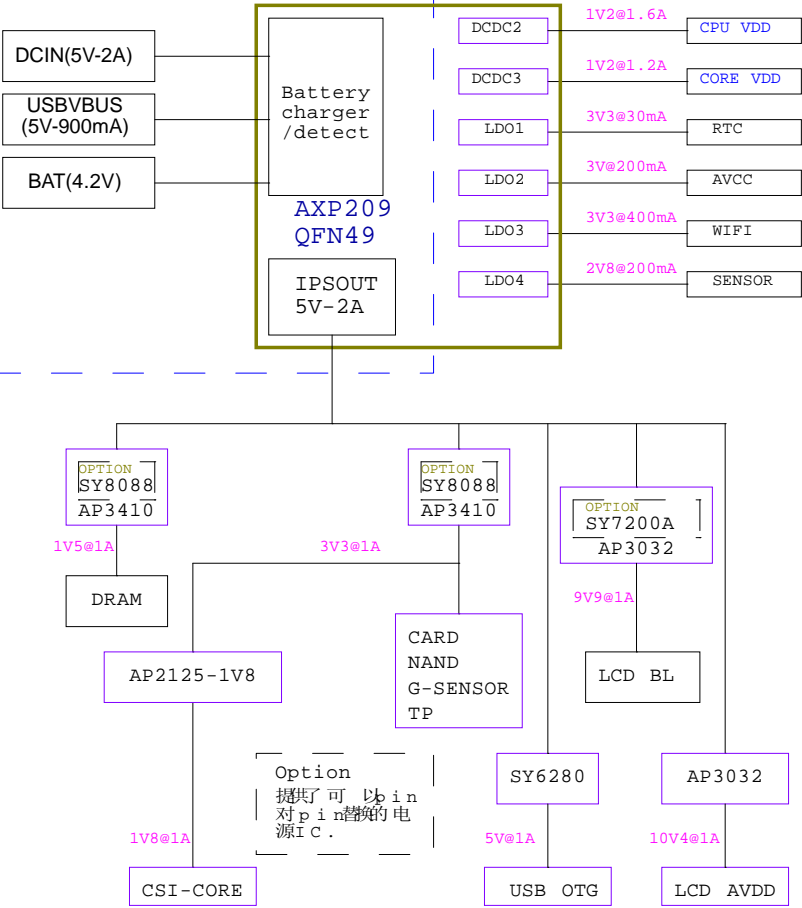 DCIN(5V-2A)
USBVBUS
(5V-900mA)
BAT(4.2V)
Battery
charger
/detect
AXP209
QFN49
IPSOUT
5V-2A
DCDC2
1V2@1.6A
CPU VDD
DCDC3
1V2@1.2A
CORE VDD
LDO1
3V3@30mA
RTC
LDO2
3V@200mA
AVCC
LDO3
3V3@400mA
WIFI
LDO4
2V8@200mA
SENSOR
OPTION
SY8088
AP3410
1V5@1A
DRAM
OPTION
SY8088
AP3410
3V3@1A
CARD
NAND
G-SENSOR
TP
AP2125-1V8
1V8@1A
CSI-CORE
OPTION
SY7200A
AP3032
9V9@1A
LCD BL
Option
提供了可以pin
对pin替换的电
源IC.
SY6280
5V@1A
USB OTG
AP3032
10V4@1A
LCD AVDD